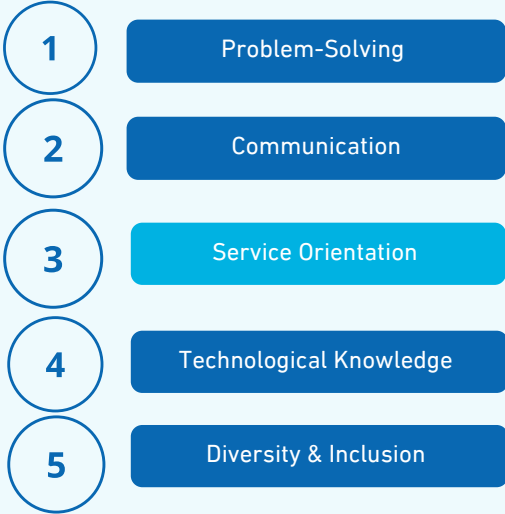 1
Problem-Solving
2
Communication
3
Service Orientation
4
Technological Knowledge
5
Diversity & Inclusion